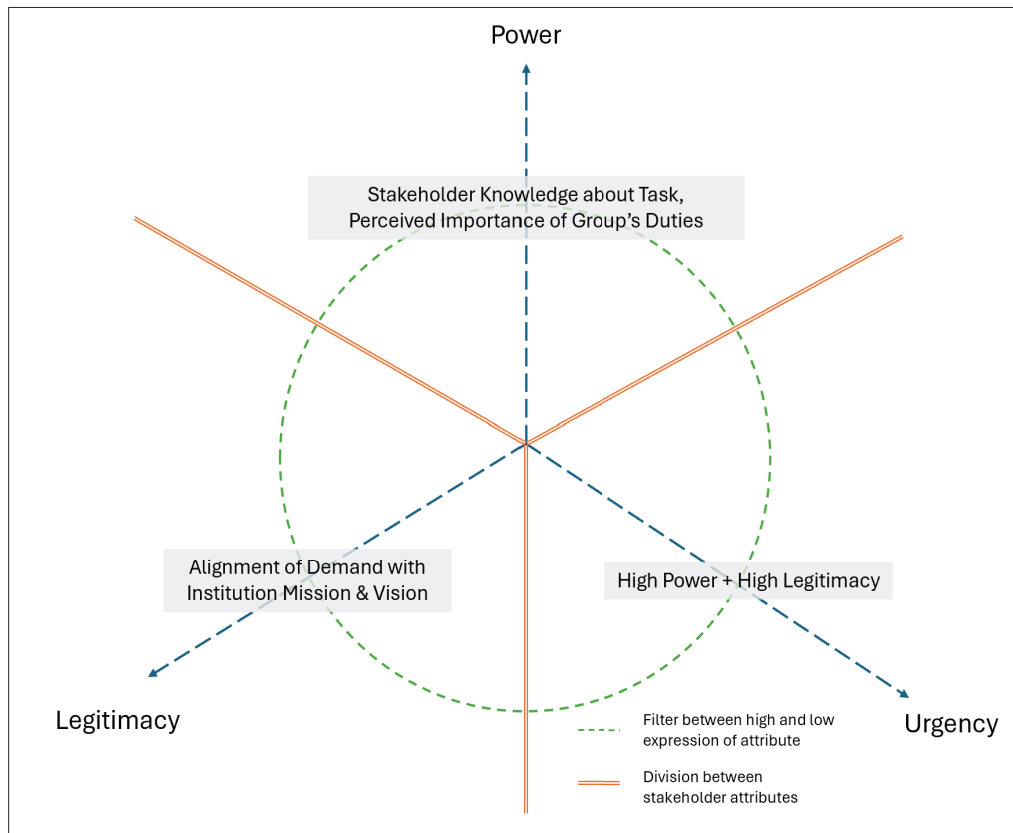 Power
Stakeholder Knowledge about Task,
Perceived Importance of Group's Duties
Alignment of Demand with
Institution Mission & Vision
High Power + High Legitimacy
Legitimacy
Urgency
Filter between high and low
expression of attribute
Division between
stakeholder attributes